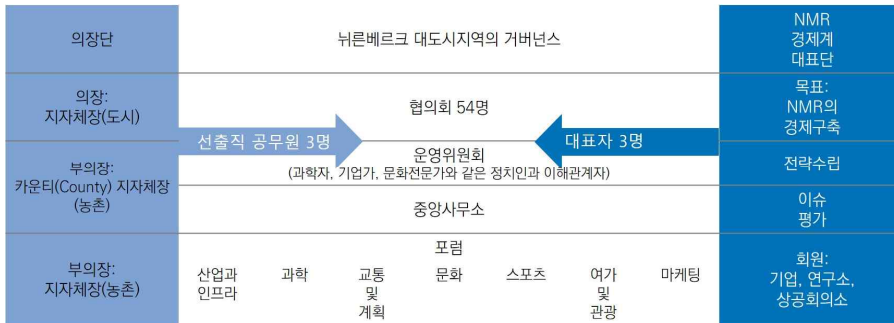 의장단
뉘른베르크 대도시지역의 거버넌스
NMR
경제계
대표단
의장:
지자체장(도시)
협의회 54명
목표:
NMR의
경제구축
선출직 공무원 3명
대표자 3명
부의장:
카운티(County) 지자체장
(농촌)
운영위원회
(과학자, 기업가, 문화전문가와 같은 정치인과 이해관계자)
전략수립
중앙사무소
이슈
평가
부의장:
지자체장(농촌)
포럼
산업과
인프라
과학
교통
및
계획
문화
스포츠
여가
및
관광
마케팅
회원:
기업, 연구소,
상공회의소